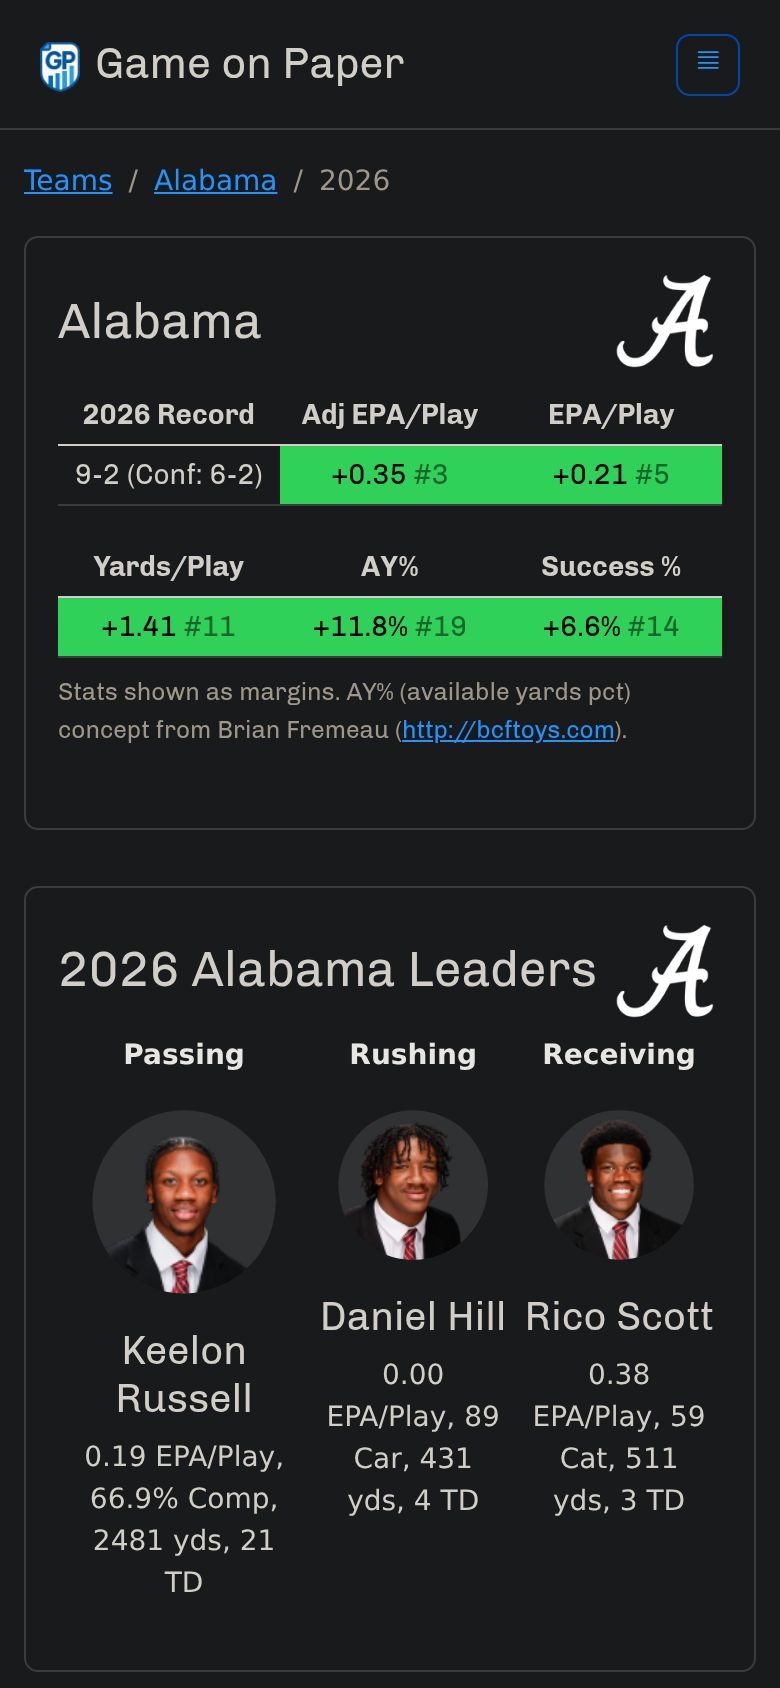 GP Game on Paper
Teams / Alabama / 2026
Alabama
2026 Record Adj EPA/Play EPA/Play
9-2 (Conf: 6-2) +0.35 #3 +0.21 #5
Yards/Play AY% Success %
+1.41 #11 +11.8% #19 +6.6% #14
Stats shown as margins. AY% (available yards pct)
concept from Brian Fremeau (http://bcftoys.com).
2026 Alabama Leaders
Passing Rushing Receiving
Keelon
Russell
0.19 EPA/Play,
66.9% Comp,
2481 yds, 21
TD
Daniel Hill
0.00
EPA/Play, 89
Car, 431
yds, 4 TD
Rico Scott
0.38
EPA/Play, 59
Cat, 511
yds, 3 TD